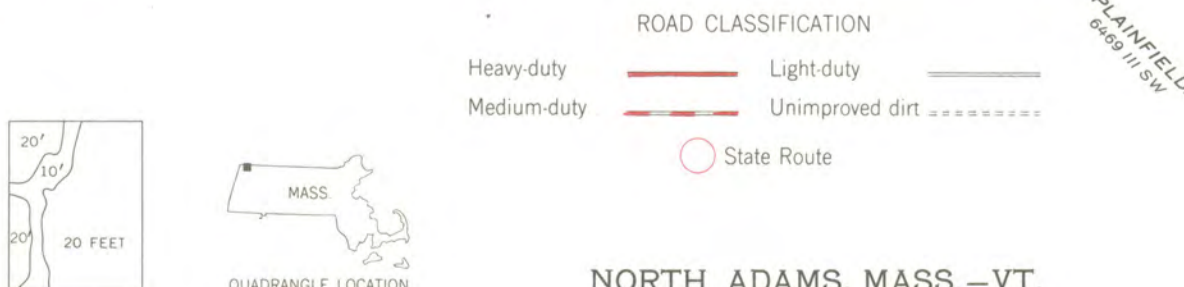 ROAD CLASSIFICATION
Heavy-duty Light-duty
Medium-duty Unimproved dirt
State Route
PLAINFIELD
6469 III SW
20'
10'
20'
20 FEET
MASS.
QUADRANGLE LOCATION
NORTH ADAMS, MASS.–VT.